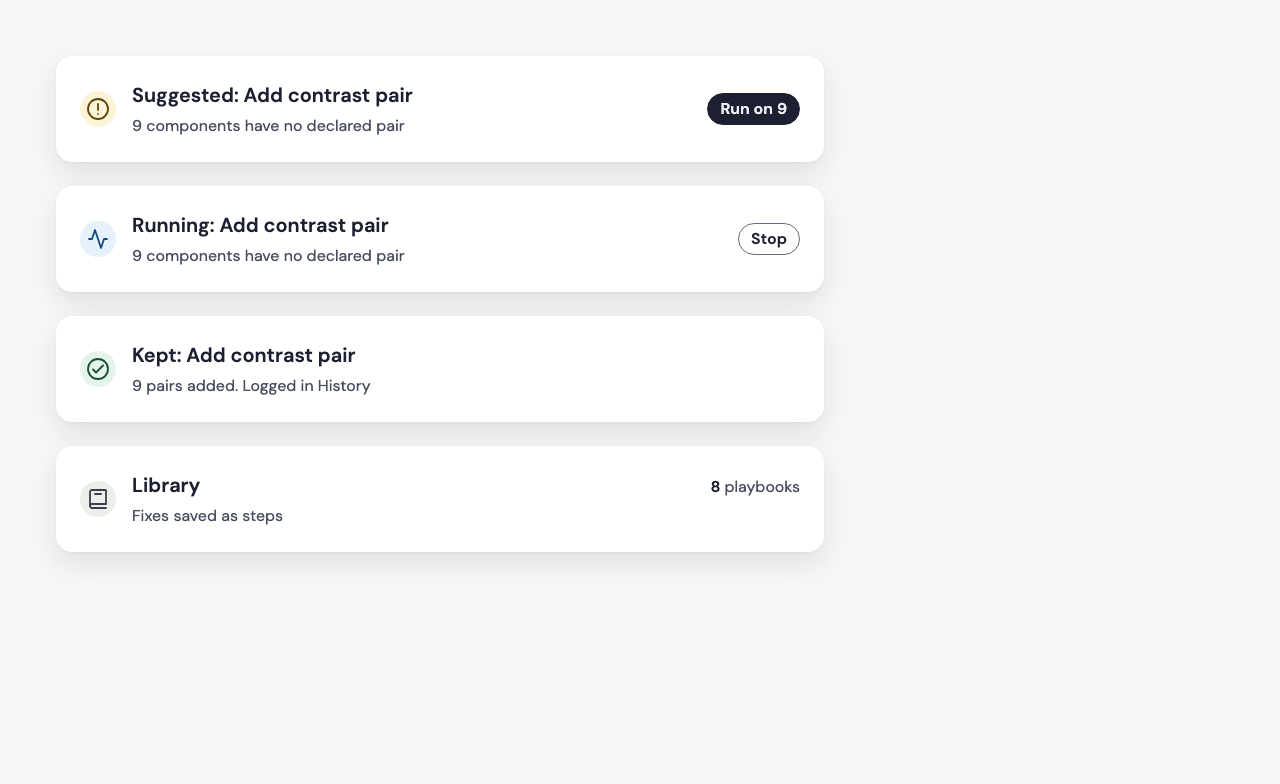 Suggested: Add contrast pair
9 components have no declared pair
Run on 9
Running: Add contrast pair
9 components have no declared pair
Stop
Kept: Add contrast pair
9 pairs added. Logged in History
Library
8 playbooks
Fixes saved as steps